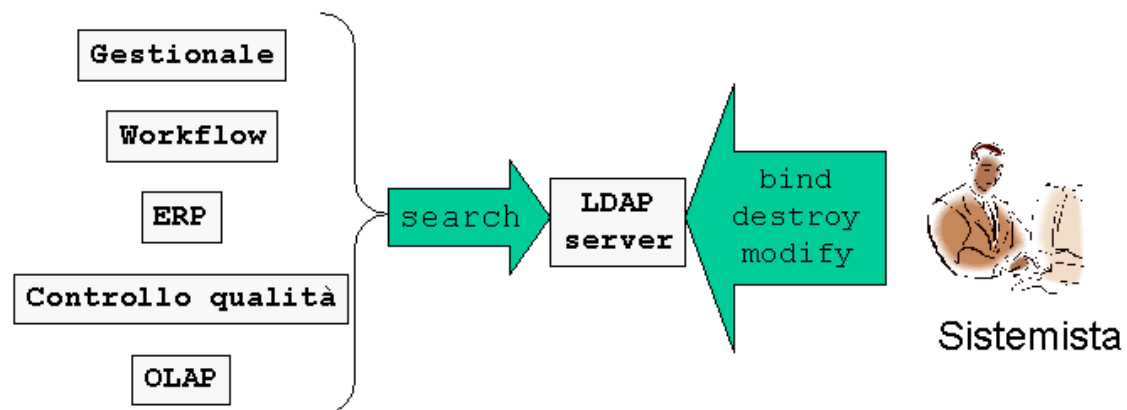 Gestionale
Workflow
ERP
Controllo qualità
OLAP
search
LDAP
server
bind
destroy
modify
Sistemista